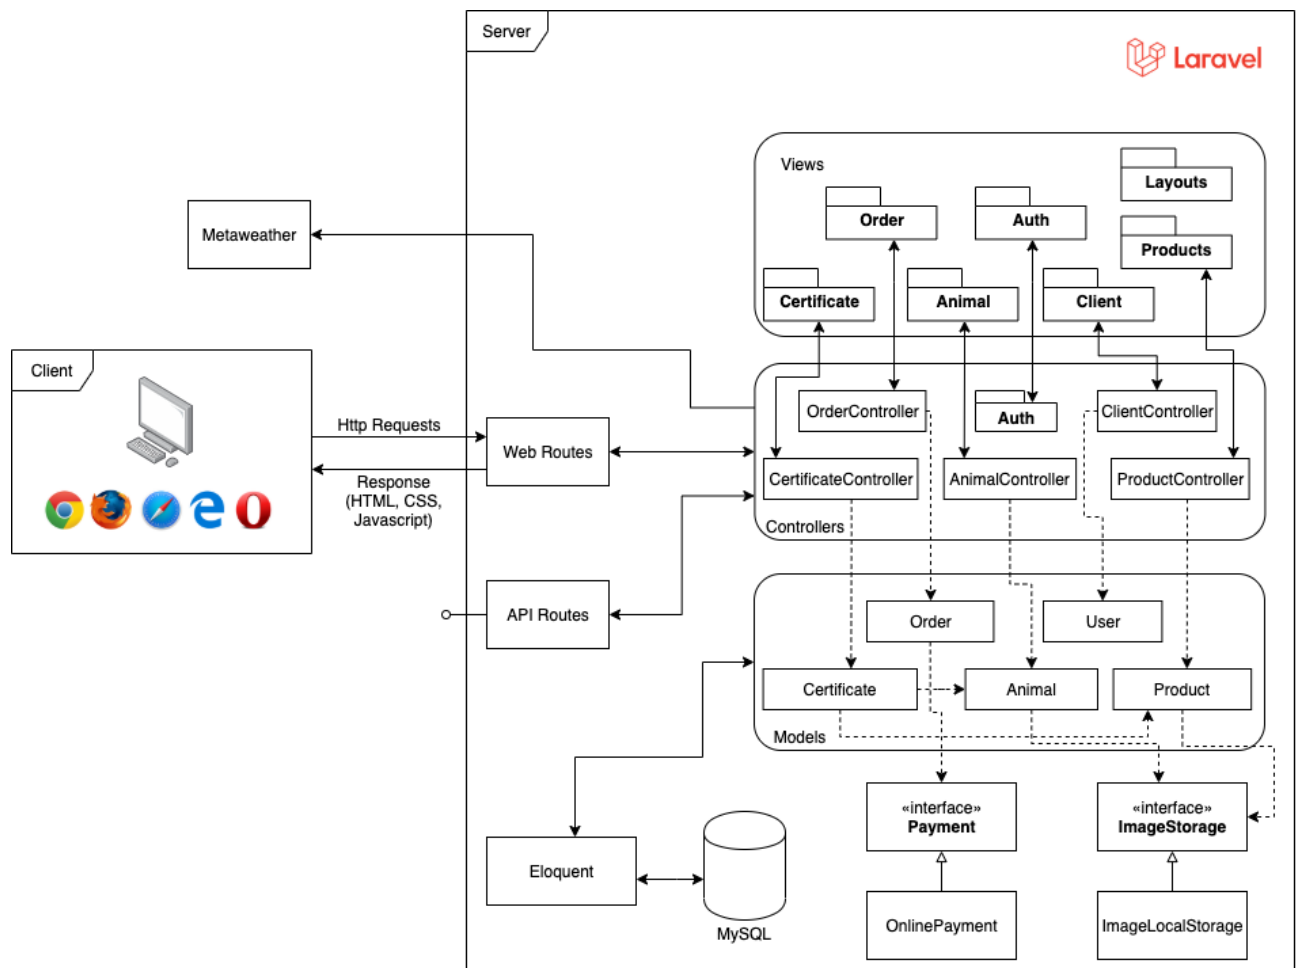 Server
Laravel
Views
Layouts
Order
Auth
Products
Metaweather
Certificate
Animal
Client
Client
OrderController
Auth
ClientController
Http Requests
Web Routes
CertificateController
AnimalController
ProductController
Response
(HTML, CSS,
Javascript)
Controllers
API Routes
Order
User
Certificate
Animal
Product
Models
«interface»
Payment
«interface»
ImageStorage
Eloquent
MySQL
OnlinePayment
ImageLocalStorage